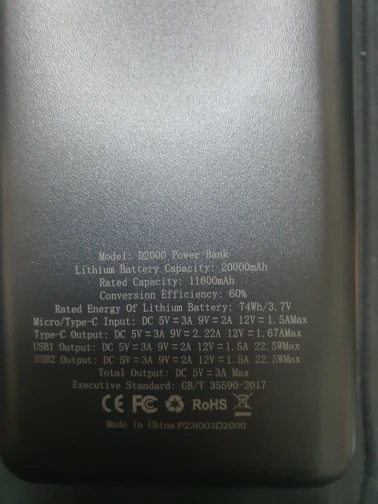 Model: D2000 Power Bank
Lithium Battery Capacity: 20000mAh
Rated Capacity: 11600mAh
Conversion Efficiency: 60%
Rated Energy Of Lithium Battery: 74Wh/3.7V
Micro/Type-C Input: DC 5V=3A 9V=2A 12V=1.5AMax
Type-C Output: DC 5V=3A 9V=2.22A 12V=1.67AMax
USB1 Output: DC 5V=3A 9V=2A 12V=1.5A 22.5WMax
USB2 Output: DC 5V=3A 9V=2A 12V=1.5A 22.5WMax
Total Output: DC 5V=3A Max
Executive Standard: GB/T 35590-2017
CE FC RoHS
Made in China P23I003D2000